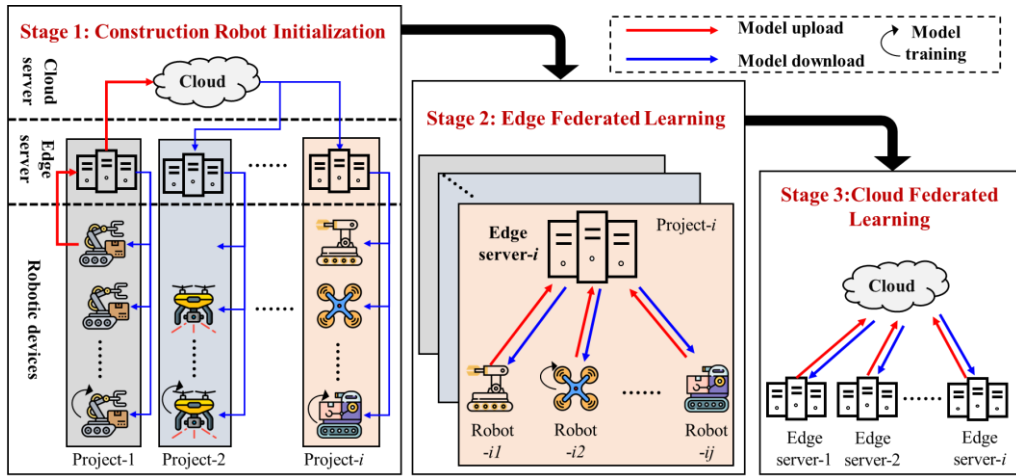 Stage 1: Construction Robot Initialization
Cloud
server
Cloud
Edge
server
Robotic devices
Project-1
Project-2
Project-i
Model upload
Model download
Model
training
Stage 2: Edge Federated Learning
Project-i
Edge
server-i
Robot
-i1
Robot
-i2
Robot
-ij
Stage 3:Cloud Federated
Learning
Cloud
Edge
server-1
Edge
server-2
Edge
server-i